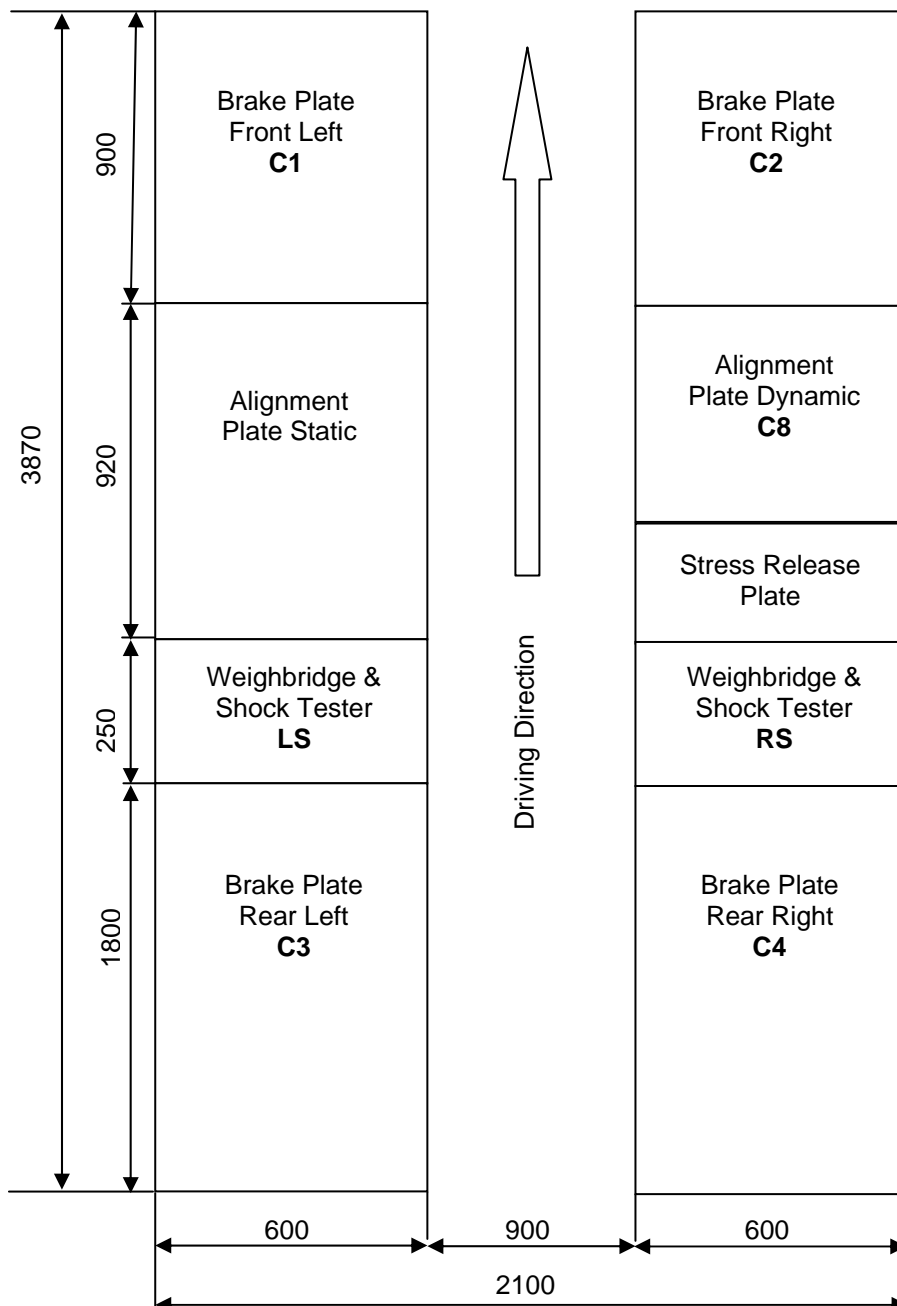 Brake Plate
Front Left
C1
Brake Plate
Front Right
C2
900
Alignment
Plate Static
Alignment
Plate Dynamic
C8
3870
920
Stress Release
Plate
Weighbridge &
Shock Tester
LS
Weighbridge &
Shock Tester
RS
250
Driving Direction
Brake Plate
Rear Left
C3
Brake Plate
Rear Right
C4
1800
600
900
600
2100